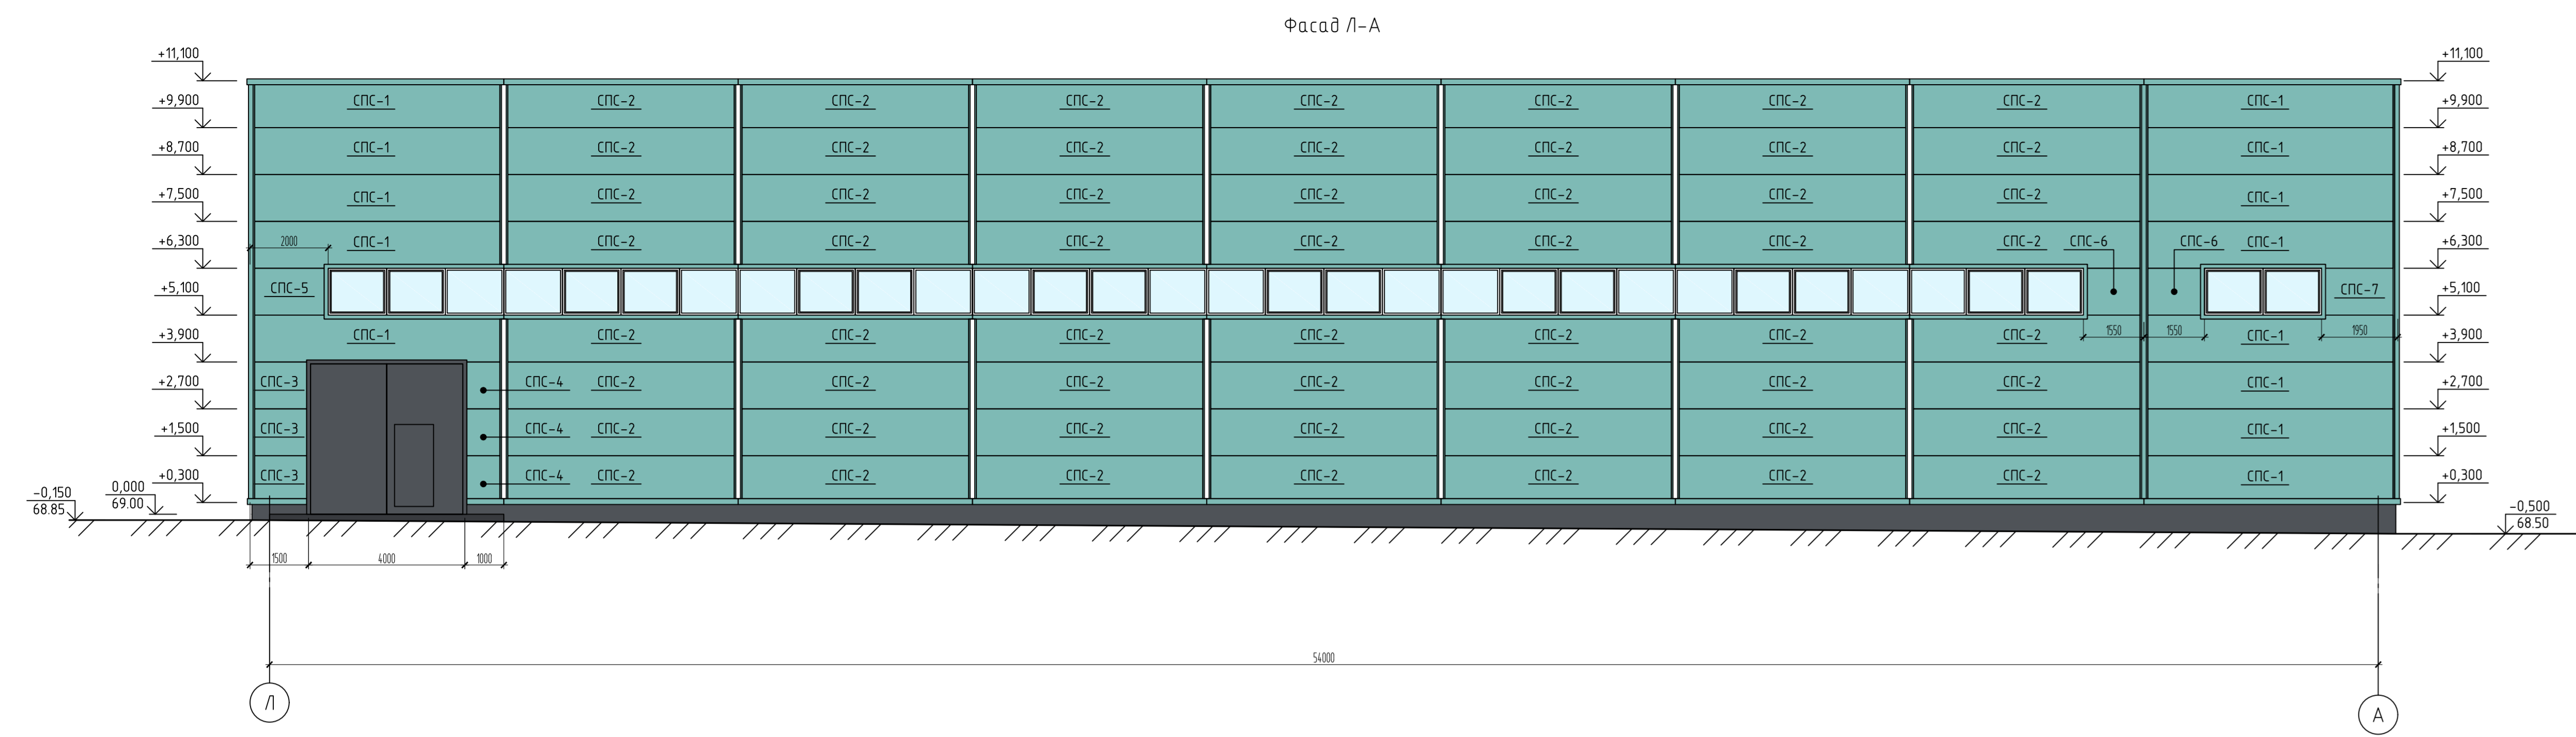 Фасад Л-А
+11,100 +11,100
СПС-1 СПС-2 СПС-2 СПС-2 СПС-2 СПС-2 СПС-2 СПС-2 СПС-1
+9,900 +9,900
СПС-1 СПС-2 СПС-2 СПС-2 СПС-2 СПС-2 СПС-2 СПС-2 СПС-1
+8,700 +8,700
СПС-1 СПС-2 СПС-2 СПС-2 СПС-2 СПС-2 СПС-2 СПС-2 СПС-1
+7,500 +7,500
+6,300 2000 СПС-1 СПС-2 СПС-2 СПС-2 СПС-2 СПС-2 СПС-2 СПС-2 СПС-6 СПС-6 СПС-1 +6,300
+5,100 СПС-5 СПС-7 +5,100
+3,900 СПС-1 СПС-2 СПС-2 СПС-2 СПС-2 СПС-2 СПС-2 СПС-2 1550 1550 СПС-1 1950 +3,900
+2,700 СПС-3 СПС-4 СПС-2 СПС-2 СПС-2 СПС-2 СПС-2 СПС-2 СПС-2 СПС-1 +2,700
+1,500 СПС-3 СПС-4 СПС-2 СПС-2 СПС-2 СПС-2 СПС-2 СПС-2 СПС-2 СПС-1 +1,500
+0,300 СПС-3 СПС-4 СПС-2 СПС-2 СПС-2 СПС-2 СПС-2 СПС-2 СПС-2 СПС-1 +0,300
-0,150 0,000 -0,500
68.85 69.00 68.50
1500 4000 1000
54000
Л А